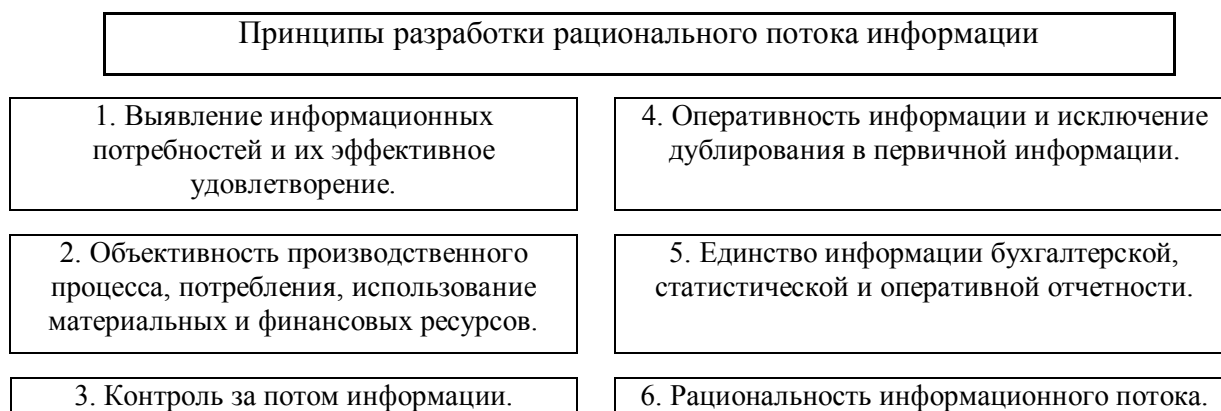 Принципы разработки рационального потока информации
1. Выявление информационных
потребностей и их эффективное
удовлетворение.
2. Объективность производственного
процесса, потребления, использование
материальных и финансовых ресурсов.
3. Контроль за потом информации.
4. Оперативность информации и исключение
дублирования в первичной информации.
5. Единство информации бухгалтерской,
статистической и оперативной отчетности.
6. Рациональность информационного потока.